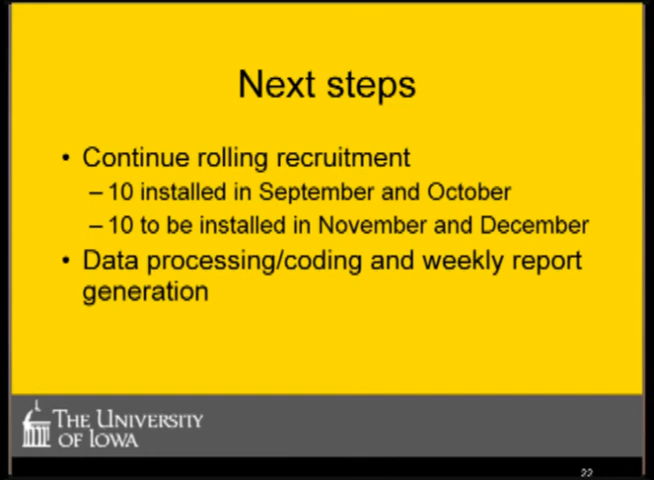 Next steps
• Continue rolling recruitment
– 10 installed in September and October
– 10 to be installed in November and December
• Data processing/coding and weekly report
generation
THE UNIVERSITY
OF IOWA
22